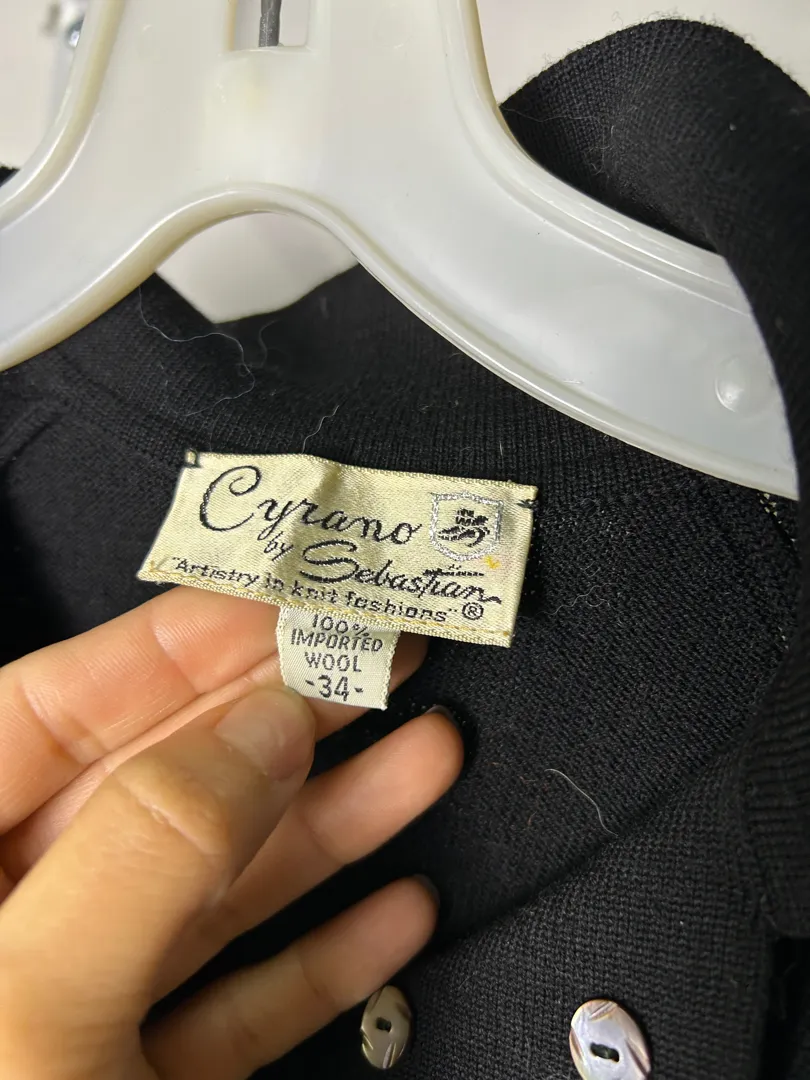 Cyrano
by Sebastian
"Artistry in knit fashions" ®
100%
IMPORTED
WOOL
-34-